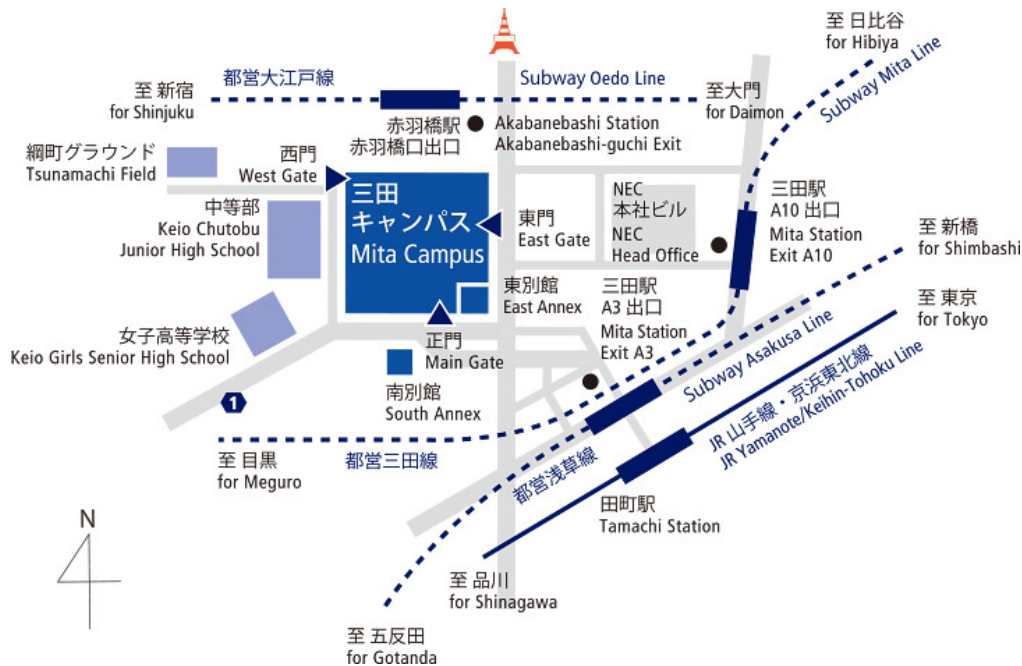 至 日比谷
for Hibiya
Subway Mita Line
至 新宿
for Shinjuku
都営大江戸線
Subway Oedo Line
至大門
for Daimon
赤羽橋駅
赤羽橋口出口
Akabanebashi Station
Akabanebashi-guchi Exit
綱町グラウンド
Tsunamachi Field
西門
West Gate
中等部
Keio Chutobu
Junior High School
三田
キャンパス
Mita Campus
東門
East Gate
NEC
本社ビル
NEC
Head Office
三田駅
A10 出口
Mita Station
Exit A10
至 新橋
for Shimbashi
東別館
East Annex
三田駅
A3 出口
Mita Station
Exit A3
至 東京
for Tokyo
女子高等学校
Keio Girls Senior High School
正門
Main Gate
南別館
South Annex
Subway Asakusa Line
JR 山手線・京浜東北線
JR Yamanote/Keihin-Tohoku Line
1
至 目黒
for Meguro
都営三田線
都営浅草線
田町駅
Tamachi Station
N
至 品川
for Shinagawa
至 五反田
for Gotanda